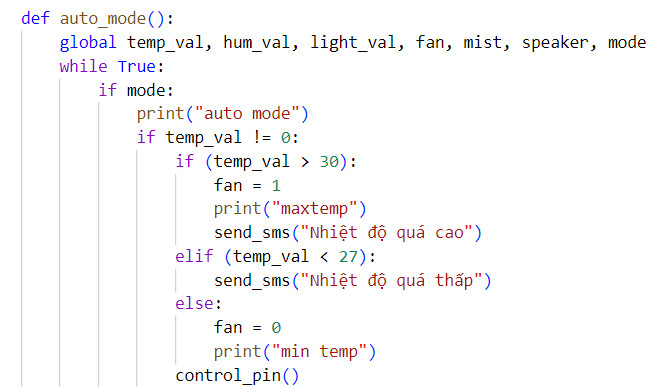 def auto_mode():
    global temp_val, hum_val, light_val, fan, mist, speaker, mode
    while True:
        if mode:
            print("auto mode")
            if temp_val != 0:
                if (temp_val > 30):
                    fan = 1
                    print("maxtemp")
                    send_sms("Nhiệt độ quá cao")
                elif (temp_val < 27):
                    send_sms("Nhiệt độ quá thấp")
                else:
                    fan = 0
                    print("min temp")
                control_pin()